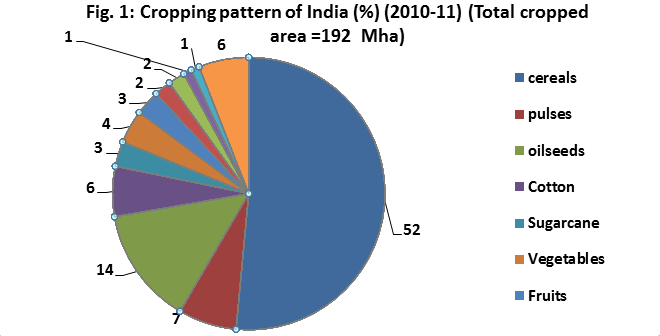 Fig. 1: Cropping pattern of India (%) (2010-11) (Total cropped
area =192 Mha)
1
1
6
2
2
3
4
3
6
14
7
52
cereals
pulses
oilseeds
Cotton
Sugarcane
Vegetables
Fruits